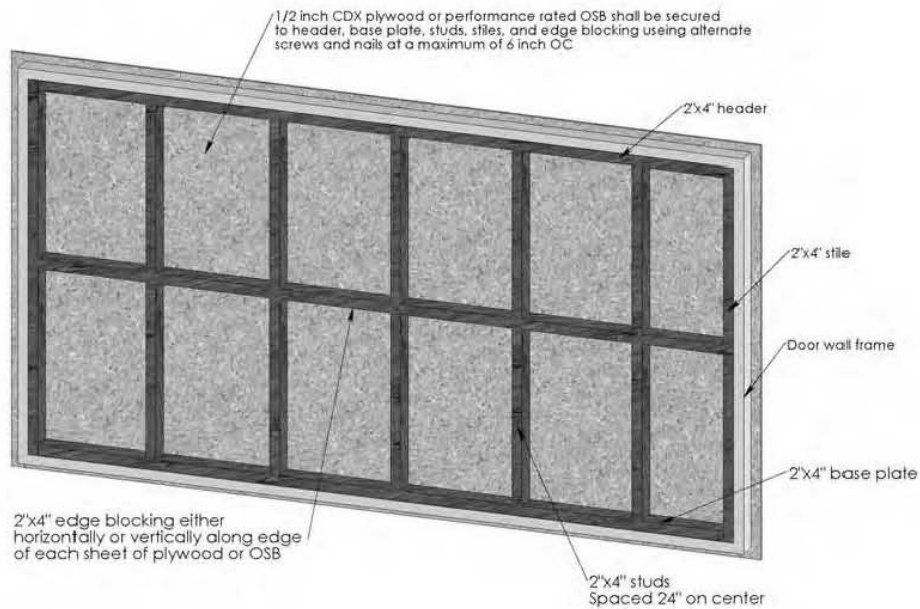 1/2 inch CDX plywood or performance rated OSB shall be secured
to header, base plate, studs, stiles, and edge blocking useing alternate
screws and nails at a maximum of 6 inch OC
2"x4" header
2"x4" stile
Door wall frame
2"x4" base plate
2"x4" edge blocking either
horizontally or vertically along edge
of each sheet of plywood or OSB
2"x4" studs
Spaced 24" on center